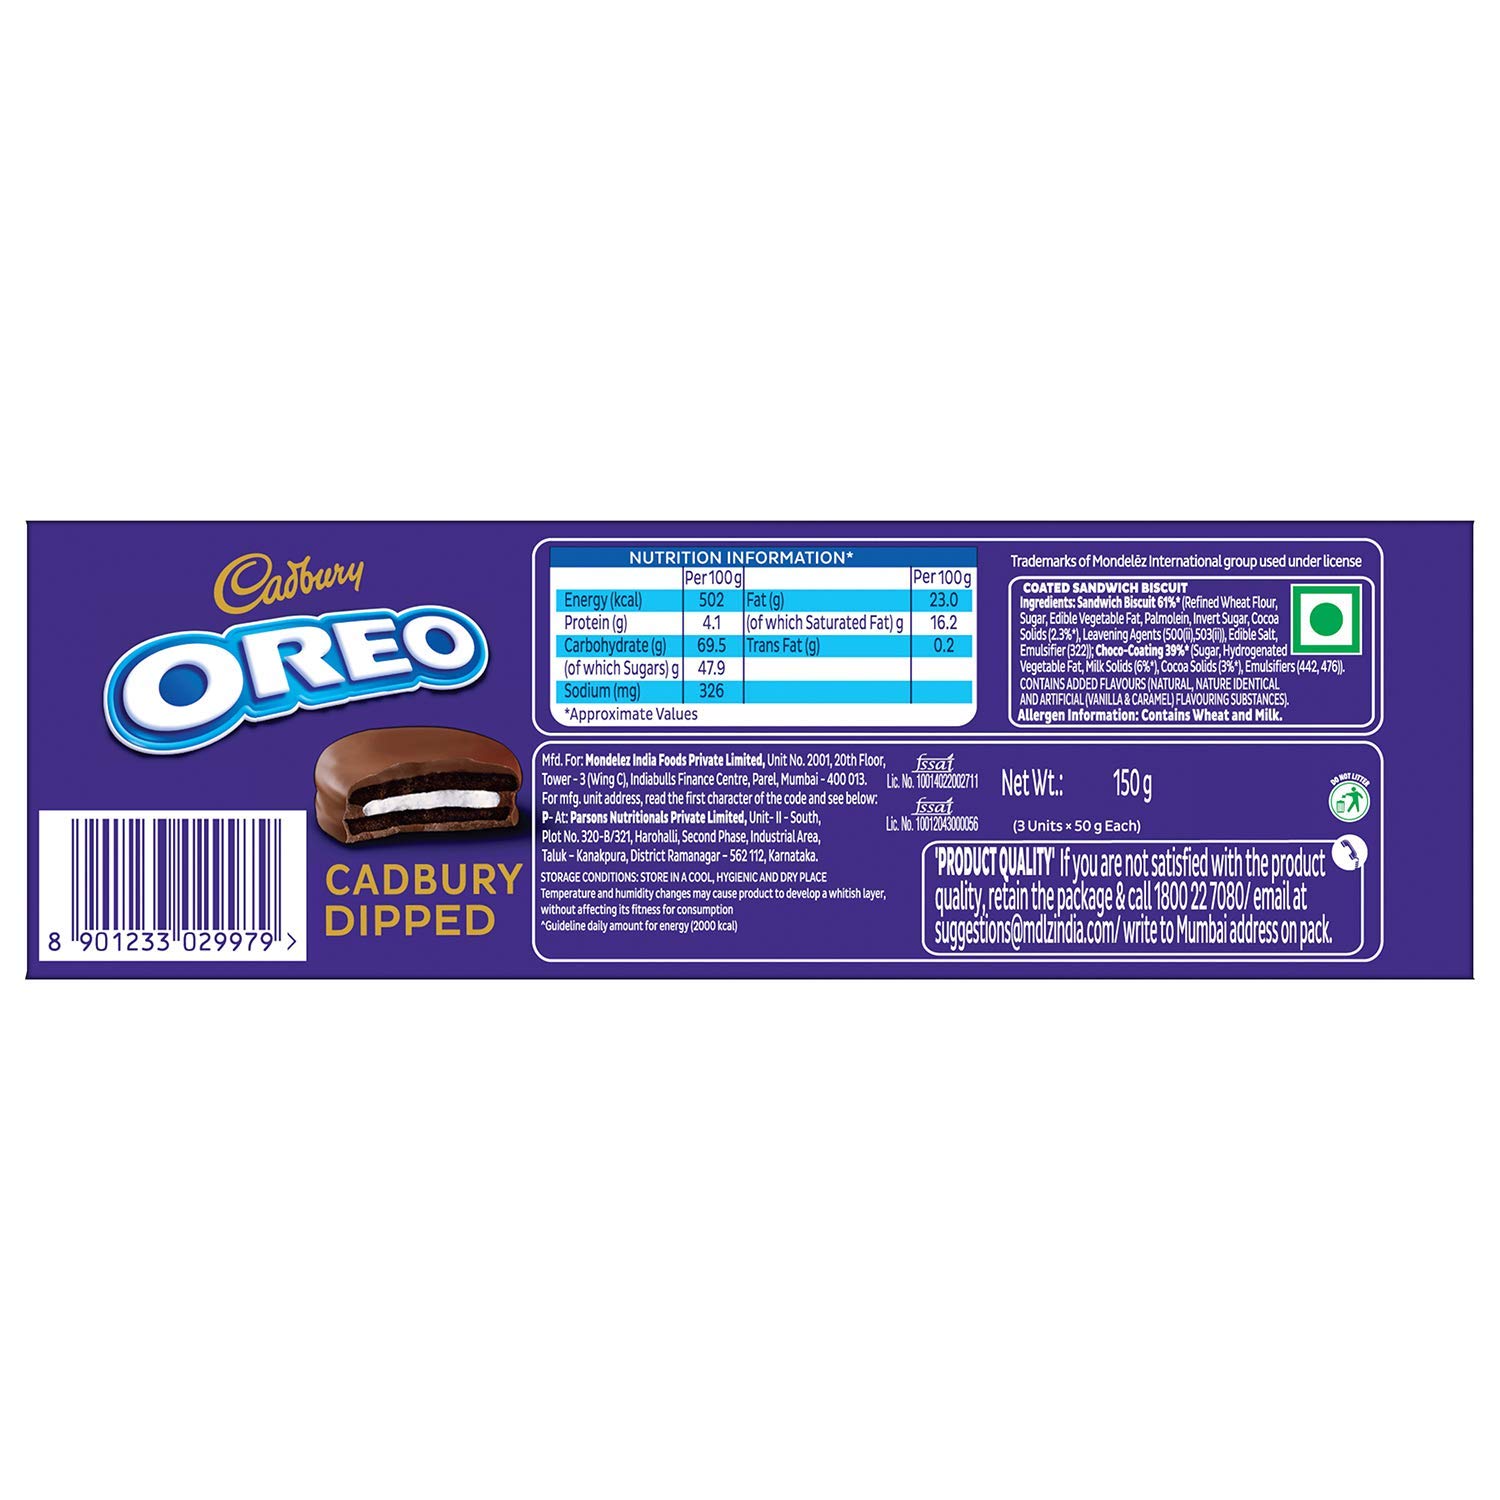 Cadbury
OREO
CADBURY
DIPPED
8 901233 029979 >
NUTRITION INFORMATION*
Per 100g Per 100g
Energy (kcal) 502 Fat (g) 23.0
Protein (g) 4.1 (of which Saturated Fat) g 16.2
Carbohydrate (g) 69.5 Trans Fat (g) 0.2
(of which Sugars) g 47.9
Sodium (mg) 326
*Approximate Values
Trademarks of Mondelēz International group used under license
COATED SANDWICH BISCUIT
Ingredients: Sandwich Biscuit 61%* (Refined Wheat Flour,
Sugar, Edible Vegetable Fat, Palmolein, Invert Sugar, Cocoa
Solids (2.3%*), Leavening Agents (500(ii),503(ii)), Edible Salt,
Emulsifier (322)); Choco-Coating 39%* (Sugar, Hydrogenated
Vegetable Fat, Milk Solids (6%*), Cocoa Solids (3%*), Emulsifiers (442, 476)).
CONTAINS ADDED FLAVOURS (NATURAL, NATURE IDENTICAL
AND ARTIFICIAL (VANILLA & CARAMEL) FLAVOURING SUBSTANCES).
Allergen Information: Contains Wheat and Milk.
Mfd. For: Mondelez India Foods Private Limited, Unit No. 2001, 20th Floor,
Tower - 3 (Wing C), Indiabulls Finance Centre, Parel, Mumbai - 400 013.
For mfg. unit address, read the first character of the code and see below:
P- At: Parsons Nutritionals Private Limited, Unit- II - South,
Plot No. 320-B/321, Harohalli, Second Phase, Industrial Area,
Taluk – Kanakpura, District Ramanagar – 562 112, Karnataka.
STORAGE CONDITIONS: STORE IN A COOL, HYGIENIC AND DRY PLACE
Temperature and humidity changes may cause product to develop a whitish layer,
without affecting its fitness for consumption
^Guideline daily amount for energy (2000 kcal)
fssai
Lic. No. 10014022002711
fssai
Lic. No. 10012043000056
Net Wt.: 150 g
(3 Units × 50 g Each)
DO NOT LITTER
'PRODUCT QUALITY' If you are not satisfied with the product
quality, retain the package & call 1800 22 7080/ email at
suggestions@mdlzindia.com/ write to Mumbai address on pack.